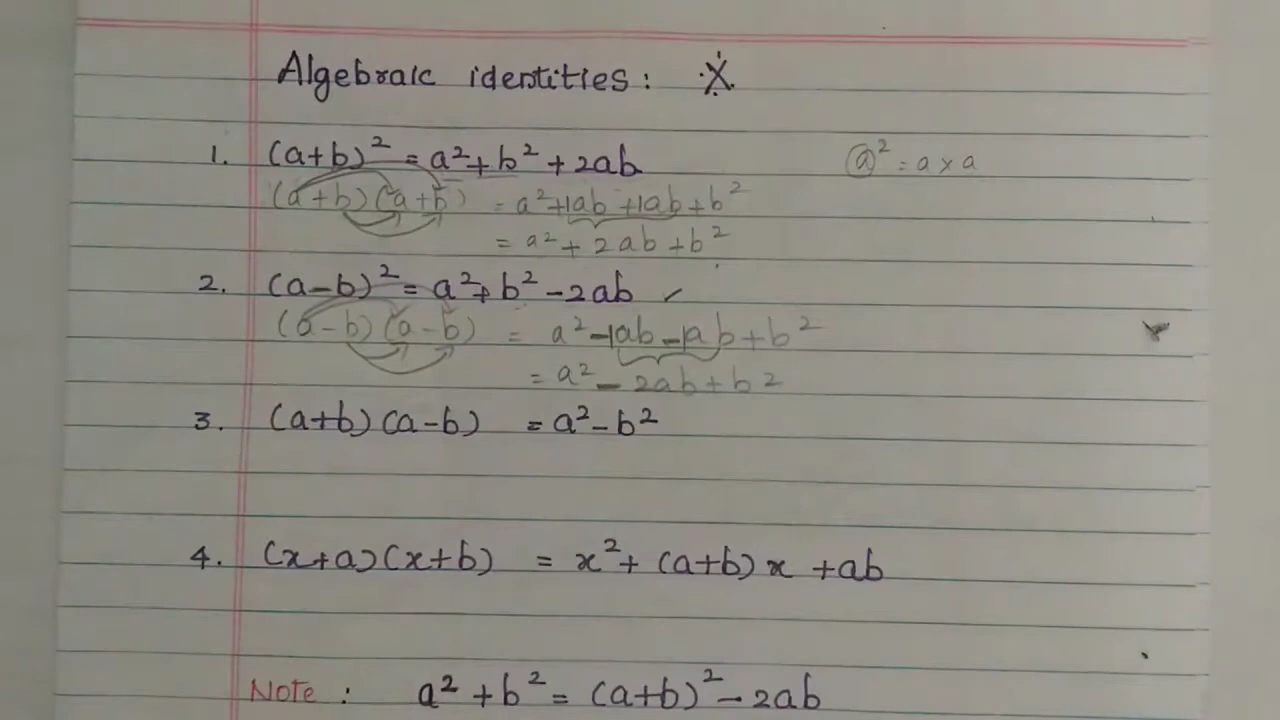 Algebraic identities: ·X·
1. (a+b)² = a²+b²+2ab
a² = a × a
(a+b)(a+b) = a²+1ab+1ab+b²
= a²+2ab+b²
2. (a-b)² = a²+b²-2ab ✓
(a-b)(a-b) = a²-1ab-1ab+b²
= a²-2ab+b²
3. (a+b)(a-b) = a²-b²
4. (x+a)(x+b) = x²+(a+b)x+ab
Note: a²+b² = (a+b)²-2ab